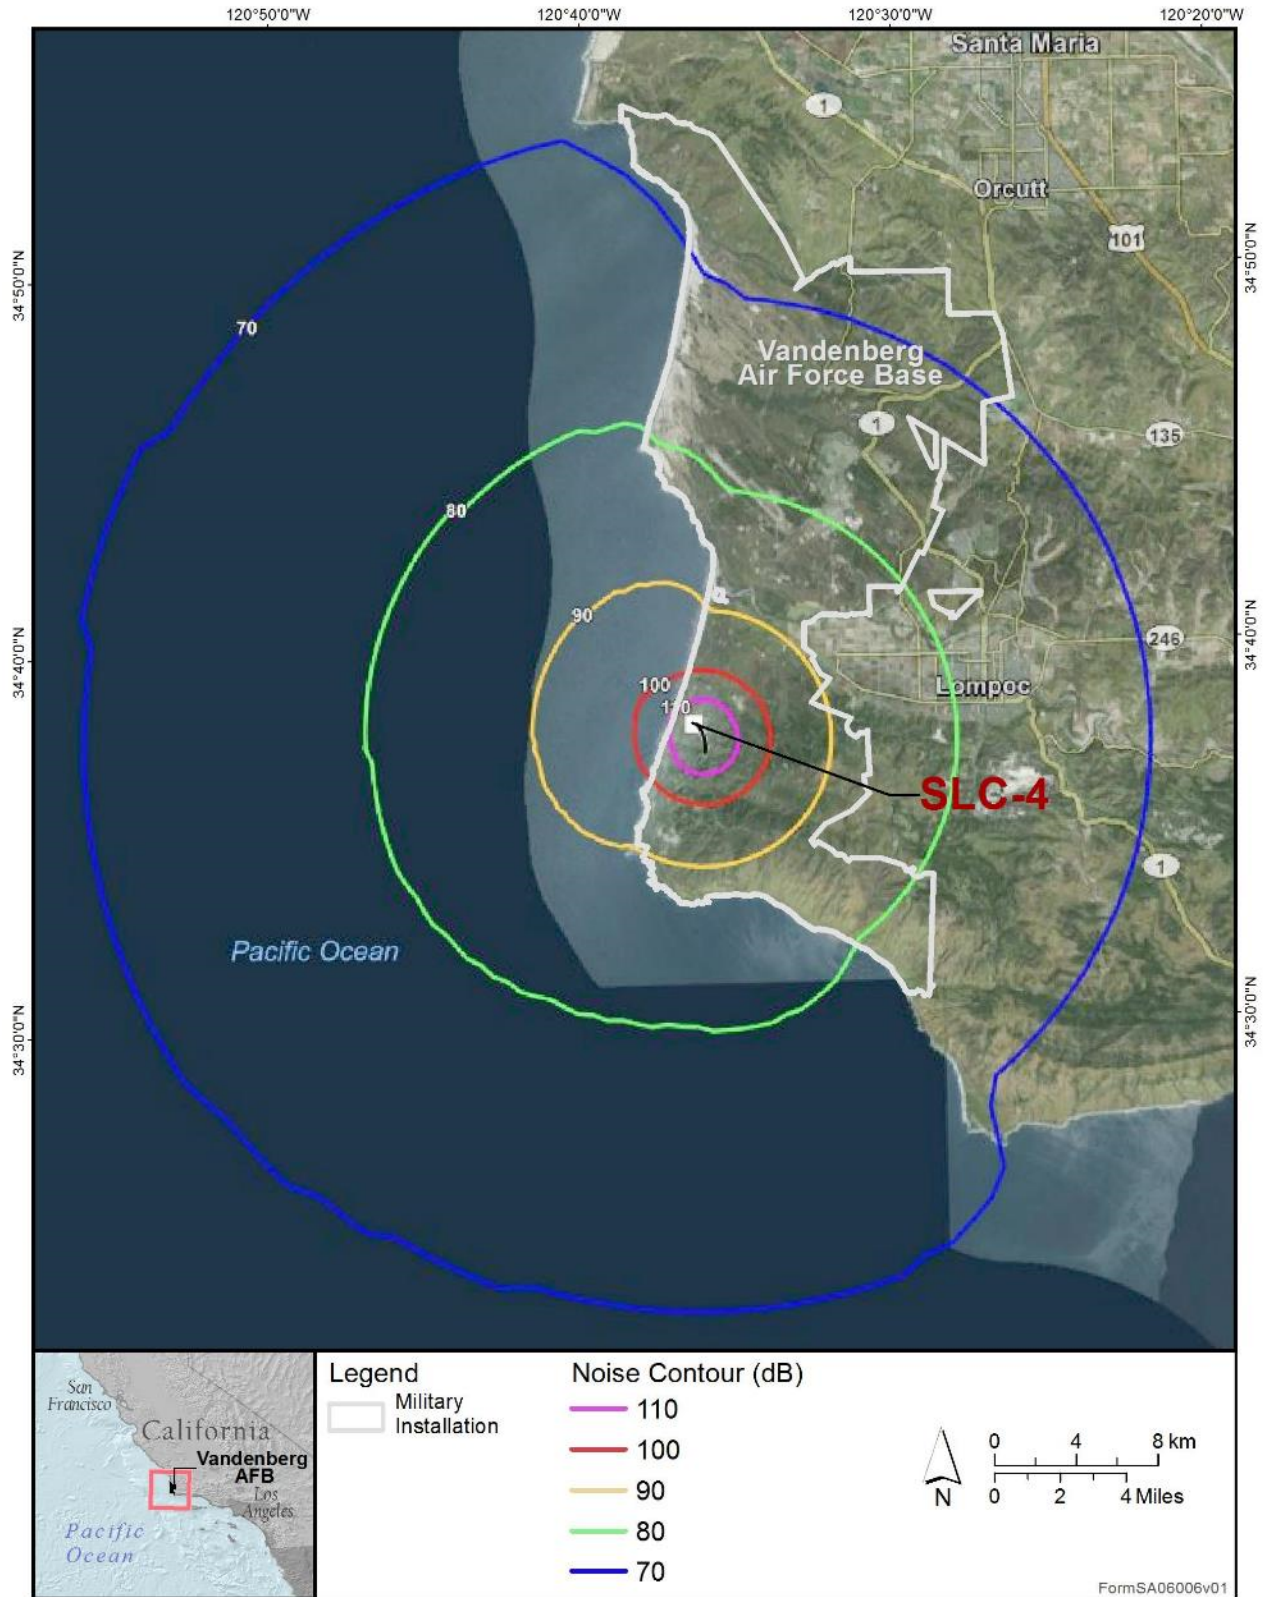 120°50'0"W
120°40'0"W
120°30'0"W
120°20'0"W
Santa Maria
1
Orcutt
101
34°50'0"N
34°50'0"N
70
Vandenberg
Air Force Base
1
135
80
90
246
34°40'0"N
34°40'0"N
100
Lompoc
110
SLC-4
1
Pacific Ocean
34°30'0"N
34°30'0"N
San
Francisco
California
Vandenberg
AFB
Los
Angeles
Pacific
Ocean
Legend
Military
Installation
Noise Contour (dB)
110
100
90
80
70
N
0 4 8 km
0 2 4 Miles
FormSA06006v01